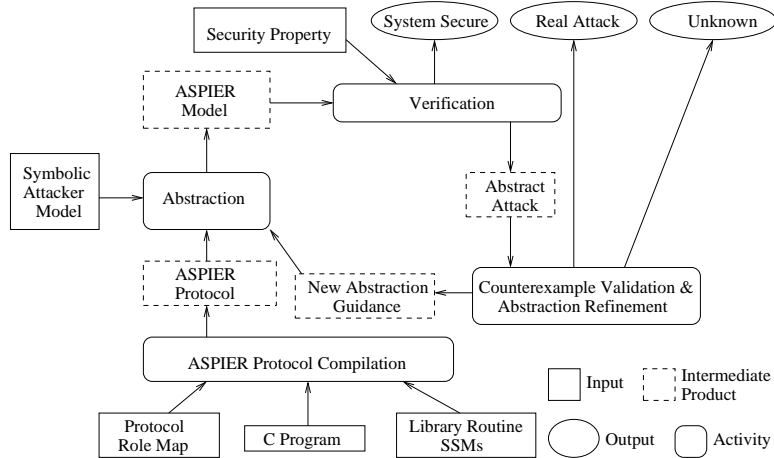 System Secure
Real Attack
Unknown
Security Property
ASPIER
Model
Verification
Symbolic
Attacker
Model
Abstraction
Abstract
Attack
ASPIER
Protocol
New Abstraction
Guidance
Counterexample Validation &
Abstraction Refinement
ASPIER Protocol Compilation
Protocol
Role Map
C Program
Library Routine
SSMs
Input
Intermediate
Product
Output
Activity